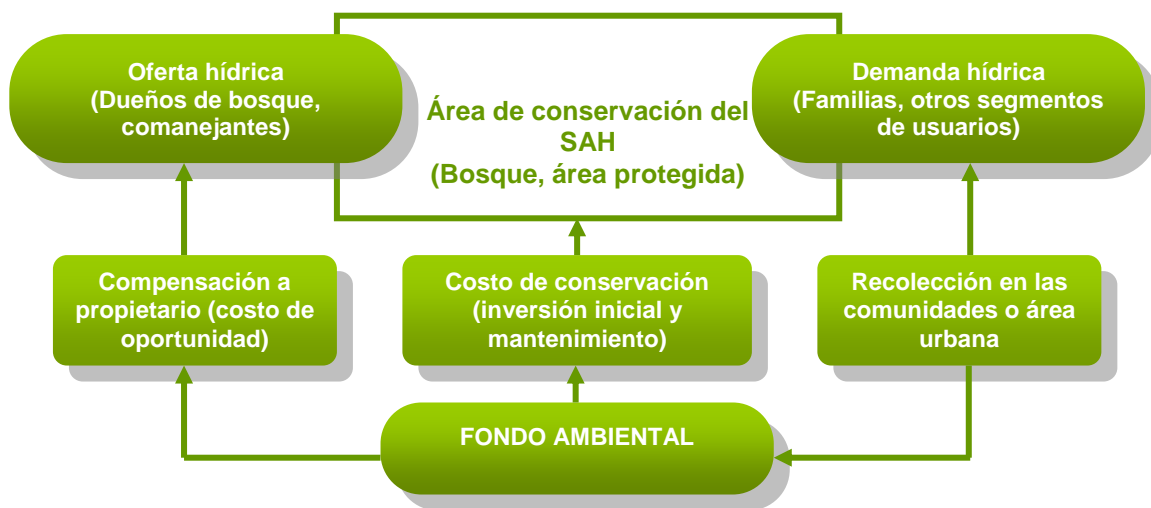 Oferta hídrica
(Dueños de bosque,
comanejantes)
Área de conservación del
SAH
(Bosque, área protegida)
Demanda hídrica
(Familias, otros segmentos
de usuarios)
Compensación a
propietario (costo de
oportunidad)
Costo de conservación
(inversión inicial y
mantenimiento)
Recolección en las
comunidades o área
urbana
FONDO AMBIENTAL